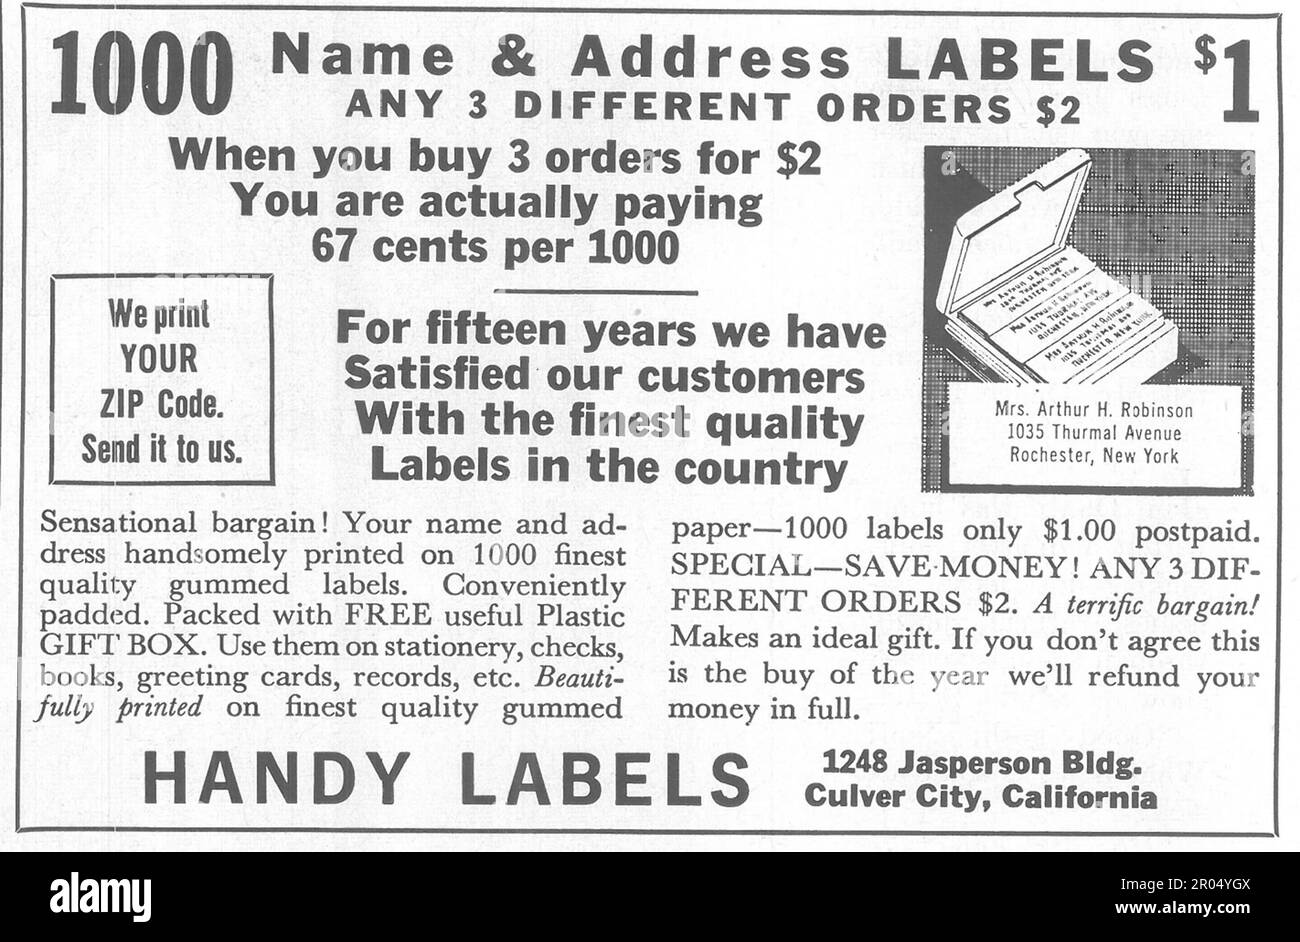 1000 Name & Address LABELS $1
ANY 3 DIFFERENT ORDERS $2
When you buy 3 orders for $2
You are actually paying
67 cents per 1000
We print
YOUR
ZIP Code.
Send it to us.
For fifteen years we have
Satisfied our customers
With the finest quality
Labels in the country
Mrs. Arthur H. Robinson
1035 Thurmal Avenue
Rochester, New York
Sensational bargain! Your name and ad-
dress handsomely printed on 1000 finest
quality gummed labels. Conveniently
padded. Packed with FREE useful Plastic
GIFT BOX. Use them on stationery, checks,
books, greeting cards, records, etc. Beauti-
fully printed on finest quality gummed
paper—1000 labels only $1.00 postpaid.
SPECIAL—SAVE MONEY! ANY 3 DIF-
FERENT ORDERS $2. A terrific bargain!
Makes an ideal gift. If you don't agree this
is the buy of the year we'll refund your
money in full.
HANDY LABELS
1248 Jasperson Bldg.
Culver City, California
alamy
Image ID: 2R04YGX
www.alamy.com